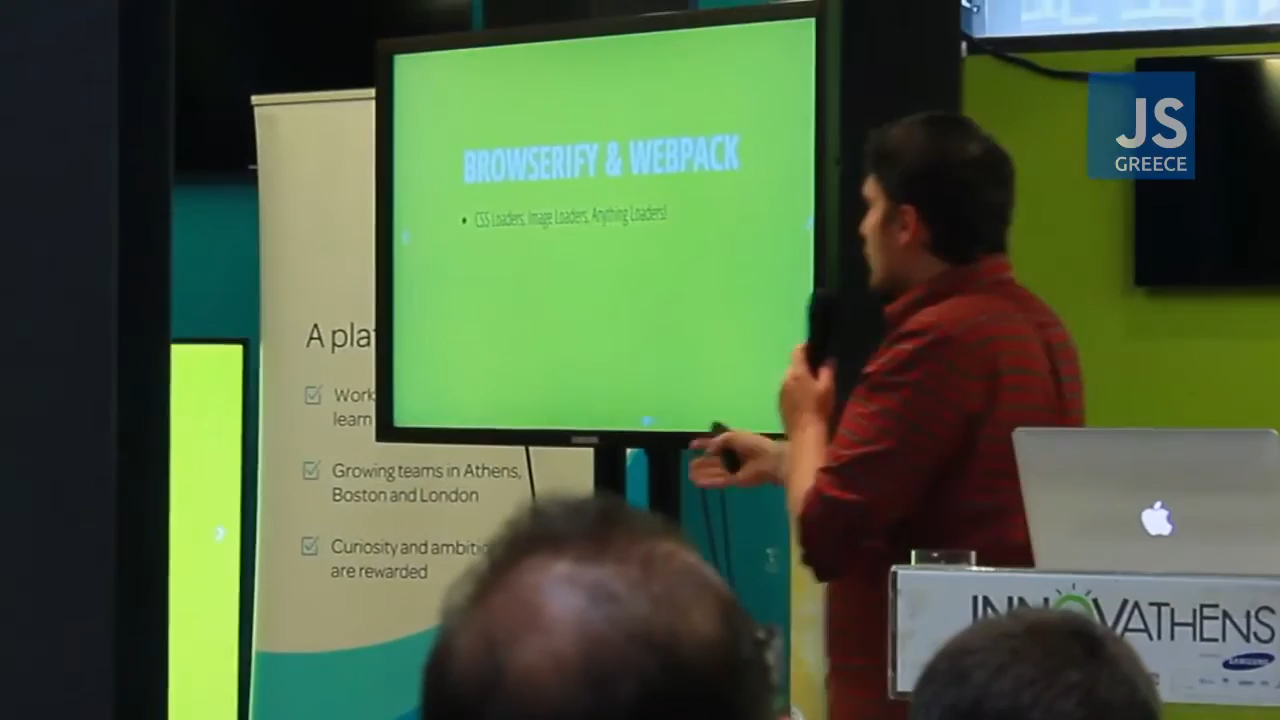 BROWSERIFY & WEBPACK
• CSS Loaders, Image Loaders, Anything Loaders!
JS
GREECE
A pla
Work
learn
Growing teams in Athens,
Boston and London
Curiosity and ambiti
are rewarded
INNOVATHENS
SAMSUNG